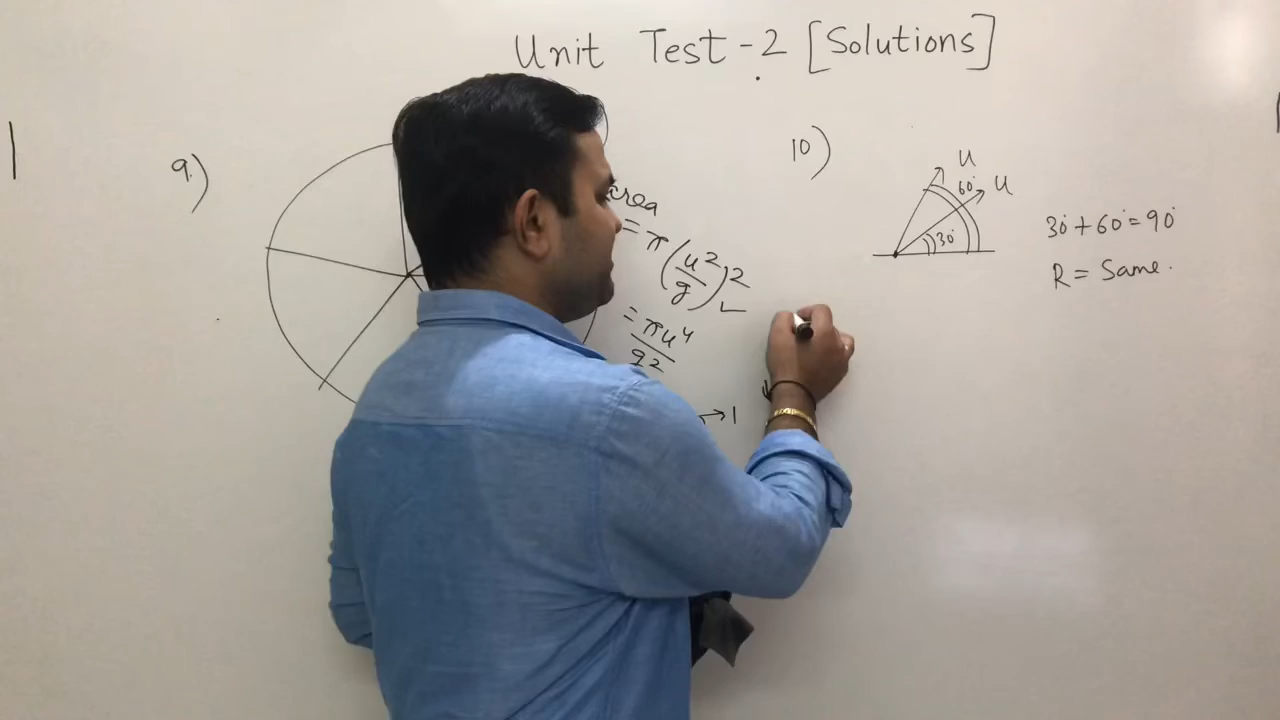 Unit Test - 2 [Solutions]
9.)
area
= π (u²/g)²
= πu⁴/g²
→ 1
10)
u
60°
u
30°
30° + 60° = 90°
R = Same.